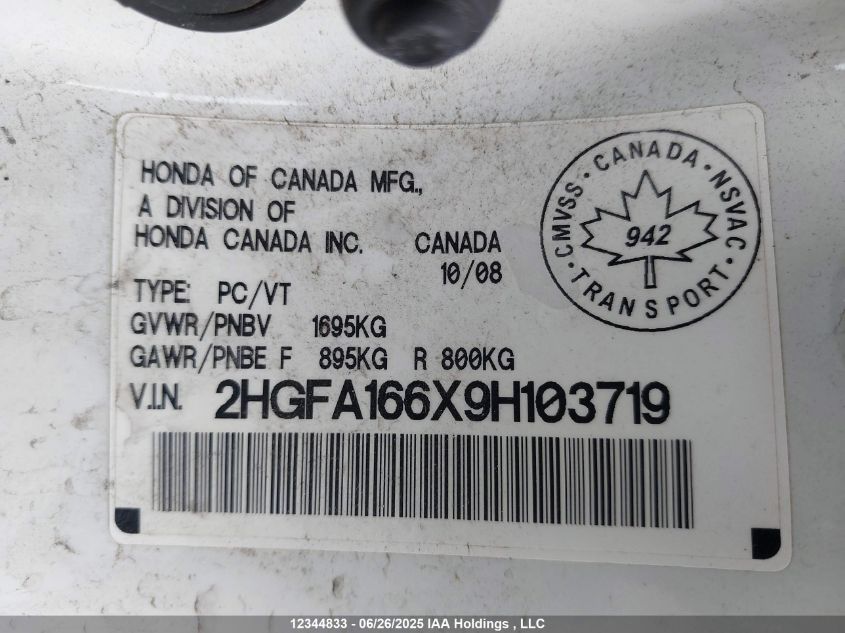 HONDA OF CANADA MFG.,
A DIVISION OF
HONDA CANADA INC. CANADA
10/08
TYPE: PC/VT
GVWR/PNBV 1695KG
GAWR/PNBE F 895KG R 800KG
V.I.N. 2HGFA166X9H103719
CMVSS · CANADA · NSVAC · TRANSPORT ·
942
12344833 - 06/26/2025 IAA Holdings , LLC